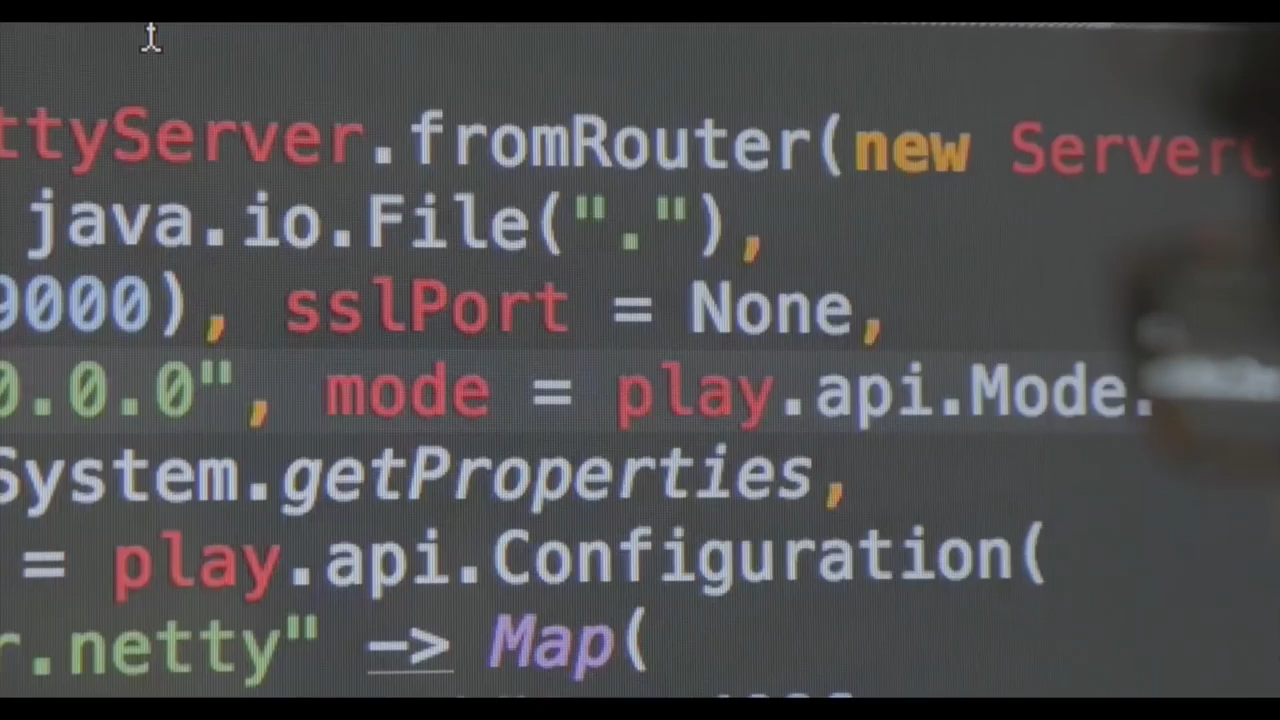 ttyServer.fromRouter(new Server
java.io.File("."),
9000), sslPort = None,
0.0.0", mode = play.api.Mode.
System.getProperties,
= play.api.Configuration(
r.netty" -> Map(